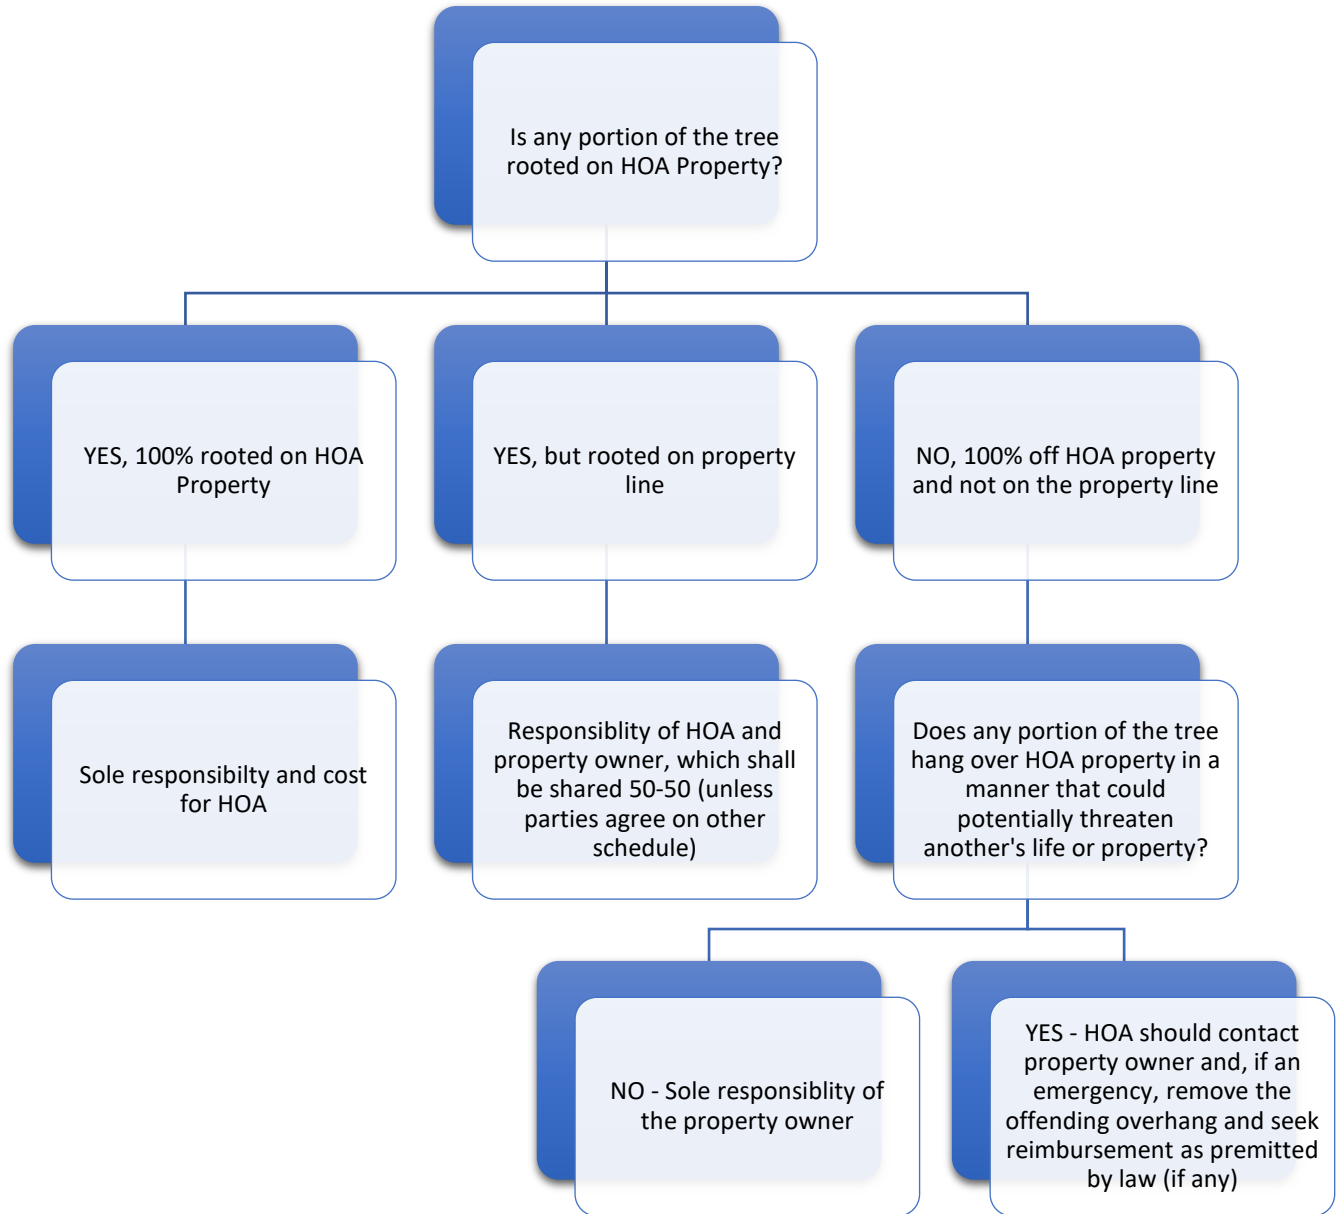 Is any portion of the tree
rooted on HOA Property?
YES, 100% rooted on HOA
Property
YES, but rooted on property
line
NO, 100% off HOA property
and not on the property line
Sole responsibilty and cost
for HOA
Responsiblity of HOA and
property owner, which shall
be shared 50-50 (unless
parties agree on other
schedule)
Does any portion of the tree
hang over HOA property in a
manner that could
potentially threaten
another's life or property?
NO - Sole responsiblity of
the property owner
YES - HOA should contact
property owner and, if an
emergency, remove the
offending overhang and seek
reimbursement as premitted
by law (if any)